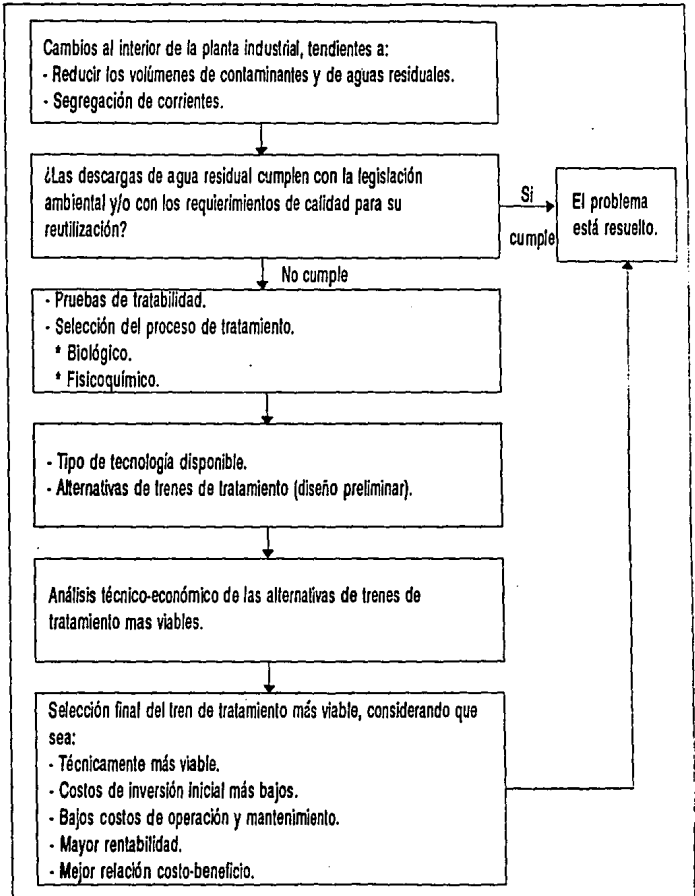 Cambios al interior de la planta industrial, tendientes a:
- Reducir los volúmenes de contaminantes y de aguas residuales.
- Segregación de corrientes.
¿Las descargas de agua residual cumplen con la legislación
ambiental y/o con los requierimientos de calidad para su
reutilización?
Si
cumple
El problema
está resuelto.
No cumple
- Pruebas de tratabilidad.
- Selección del proceso de tratamiento.
* Biológico.
* Fisicoquímico.
- Tipo de tecnología disponible.
- Alternativas de trenes de tratamiento (diseño preliminar).
Análisis técnico-económico de las alternativas de trenes de
tratamiento mas viables.
Selección final del tren de tratamiento más viable, considerando que
sea:
- Técnicamente más viable.
- Costos de inversión inicial más bajos.
- Bajos costos de operación y mantenimiento.
- Mayor rentabilidad.
- Mejor relación costo-beneficio.